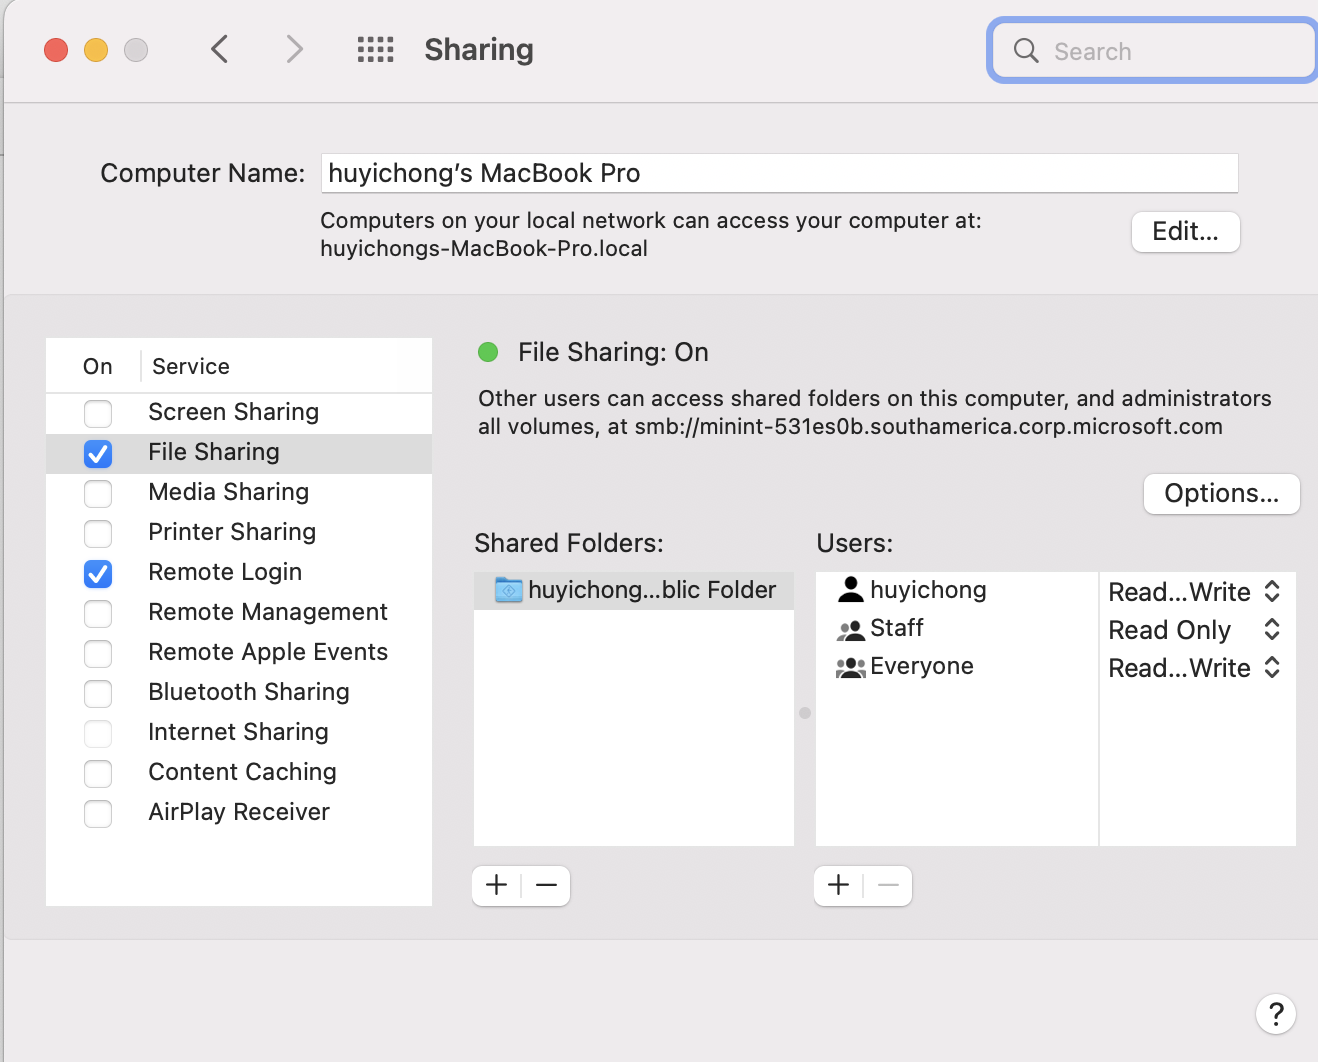 Sharing
Search
Computer Name: huyichong’s MacBook Pro
Computers on your local network can access your computer at:
huyichongs-MacBook-Pro.local
Edit...
On Service
Screen Sharing
File Sharing
Media Sharing
Printer Sharing
Remote Login
Remote Management
Remote Apple Events
Bluetooth Sharing
Internet Sharing
Content Caching
AirPlay Receiver
File Sharing: On
Other users can access shared folders on this computer, and administrators
all volumes, at smb://minint-531es0b.southamerica.corp.microsoft.com
Options...
Shared Folders:
huyichong...blic Folder
Users:
huyichong Read...Write
Staff Read Only
Everyone Read...Write
+ −
+ −
?